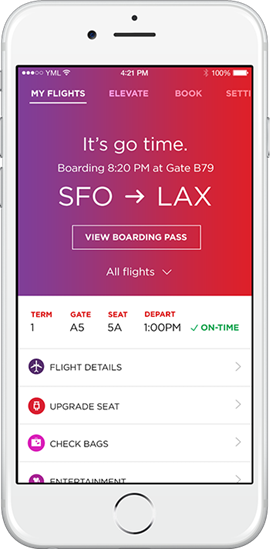 YML 4:21 PM 100%
MY FLIGHTS ELEVATE BOOK SETTI
It's go time.
Boarding 8:20 PM at Gate B79
SFO → LAX
VIEW BOARDING PASS
All flights
TERM GATE SEAT DEPART
1 A5 5A 1:00PM ✓ ON-TIME
FLIGHT DETAILS
UPGRADE SEAT
CHECK BAGS
ENTERTAINMENT